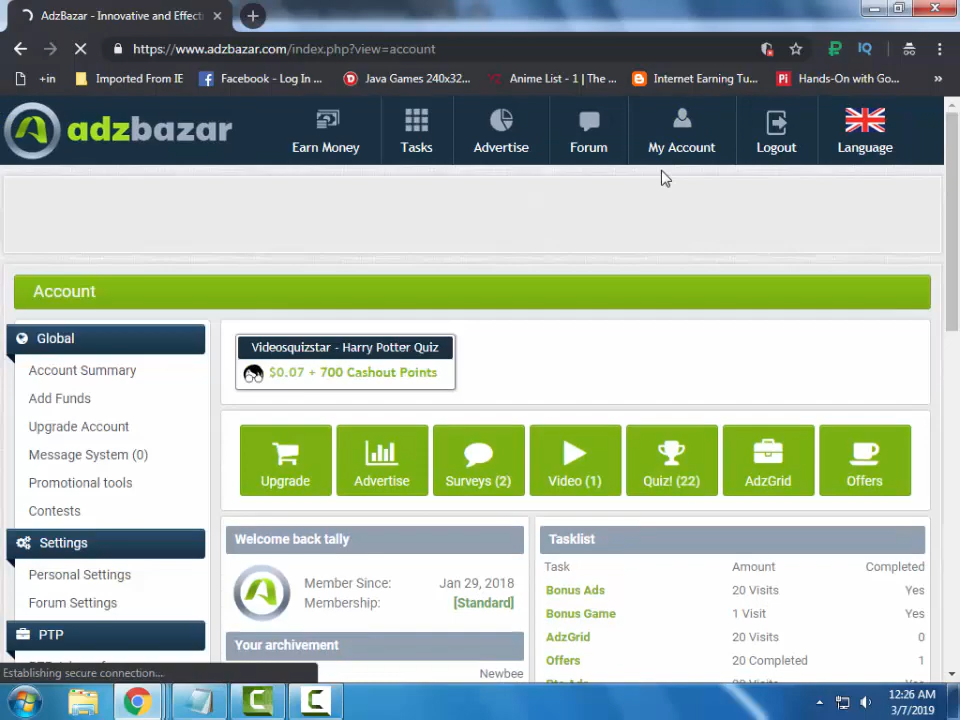 AdzBazar - Innovative and Effecti
https://www.adzbazar.com/index.php?view=account
IQ
+in
Imported From IE
Facebook - Log In ...
Java Games 240x32...
Anime List - 1 | The ...
Internet Earning Tu...
Pi Hands-On with Go...
»
adzbazar
Earn Money
Tasks
Advertise
Forum
My Account
Logout
Language
Account
Global
Account Summary
Add Funds
Upgrade Account
Message System (0)
Promotional tools
Contests
Settings
Personal Settings
Forum Settings
PTP
Videosquizstar - Harry Potter Quiz
$0.07 + 700 Cashout Points
Upgrade
Advertise
Surveys (2)
Video (1)
Quiz! (22)
AdzGrid
Offers
Welcome back tally
Member Since: Jan 29, 2018
Membership: [Standard]
Your archivement
Newbee
Tasklist
Task Amount Completed
Bonus Ads 20 Visits Yes
Bonus Game 1 Visit Yes
AdzGrid 20 Visits 0
Offers 20 Completed 1
Establishing secure connection...
12:26 AM
3/7/2019